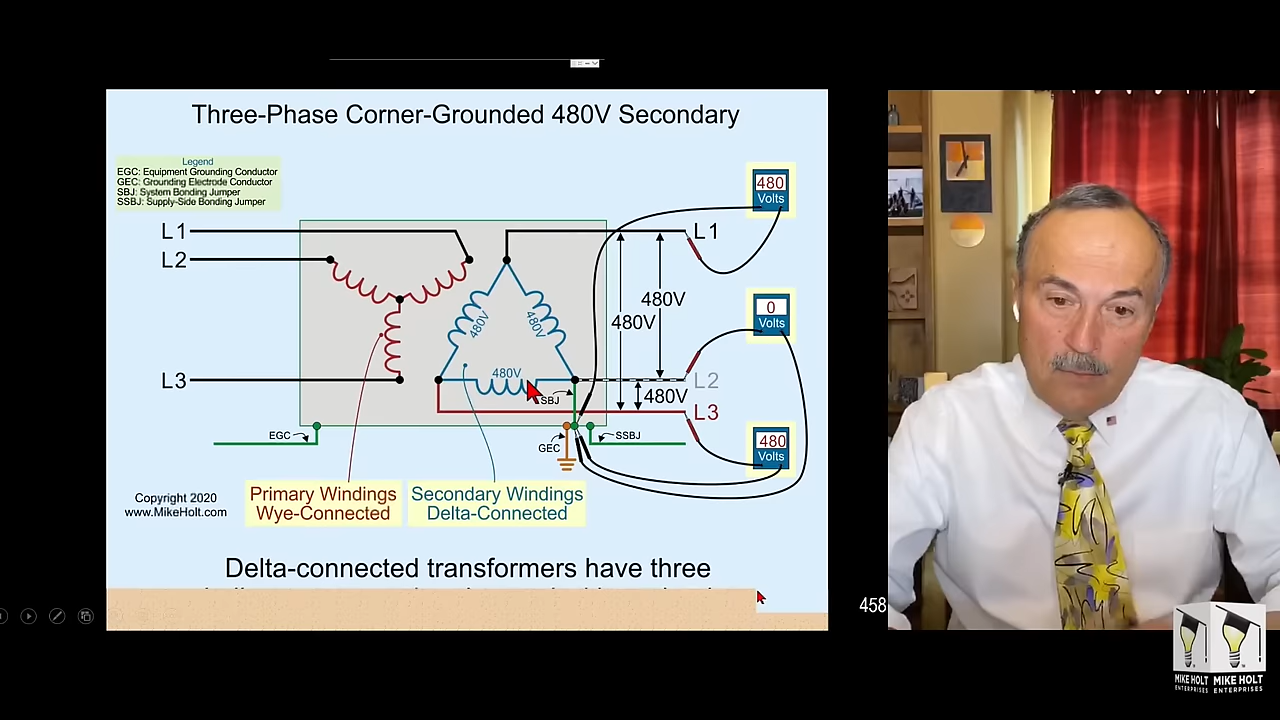 Three-Phase Corner-Grounded 480V Secondary
Legend
EGC: Equipment Grounding Conductor
GEC: Grounding Electrode Conductor
SBJ: System Bonding Jumper
SSBJ: Supply-Side Bonding Jumper
480
Volts
L1
L2
L1
480V
480V
480V
480V
0
Volts
L3
480V
SBJ
L2
480V
L3
EGC
GEC
SSBJ
480
Volts
Copyright 2020
www.MikeHolt.com
Primary Windings
Wye-Connected
Secondary Windings
Delta-Connected
Delta-connected transformers have three
458
MIKE HOLT
ENTERPRISES
MIKE HOLT
ENTERPRISES